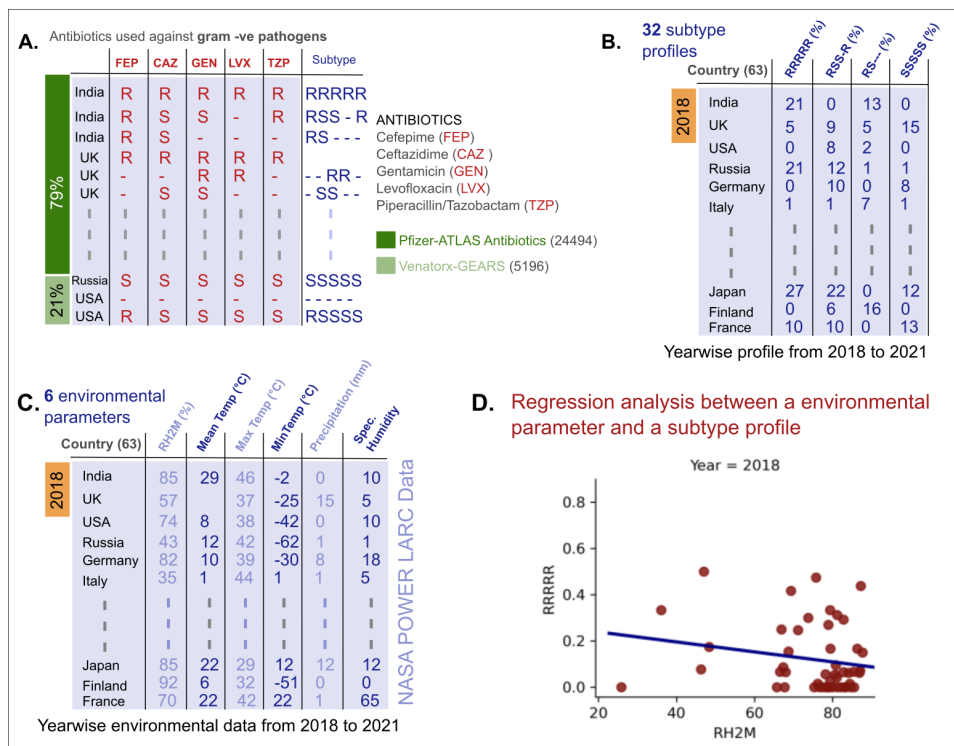 A. Antibiotics used against gram -ve pathogens
FEP CAZ GEN LVX TZP Subtype
India R R R R R RRRRR
India R S S - R RSS - R
India R S - - - RS - - -
UK R R R R R
UK - - R R - - - RR -
UK - S S - - - SS - -
79%
Russia S S S S S SSSSS
USA - - - - - - - - - -
USA R S S S S RSSSS
21%
ANTIBIOTICS
Cefepime (FEP)
Ceftazidime (CAZ )
Gentamicin (GEN)
Levofloxacin (LVX)
Piperacillin/Tazobactam (TZP)
Pfizer-ATLAS Antibiotics (24494)
Venatorx-GEARS (5196)
B. 32 subtype
profiles
Country (63) RRRRR (%) RSS-R (%) RS--- (%) SSSSS (%)
2018
India 21 0 13 0
UK 5 9 5 15
USA 0 8 2 0
Russia 21 12 1 1
Germany 0 10 0 8
Italy 1 1 7 1
Japan 27 22 0 12
Finland 0 6 16 0
France 10 10 0 13
Yearwise profile from 2018 to 2021
C. 6 environmental
parameters
Country (63) RH2M (%) Mean Temp (°C) Max Temp (°C) MinTemp (°C) Precipitation (mm) Spec. Humidity
2018
India 85 29 46 -2 0 10
UK 57 37 -25 15 5
USA 74 8 38 -42 0 10
Russia 43 12 42 -62 1 1
Germany 82 10 39 -30 8 18
Italy 35 1 44 1 1 5
Japan 85 22 29 12 12 12
Finland 92 6 32 -51 0 0
France 70 22 42 22 1 65
NASA POWER LARC Data
Yearwise environmental data from 2018 to 2021
D. Regression analysis between a environmental
parameter and a subtype profile
Year = 2018
RRRRR
0.8
0.6
0.4
0.2
0.0
20 40 60 80
RH2M